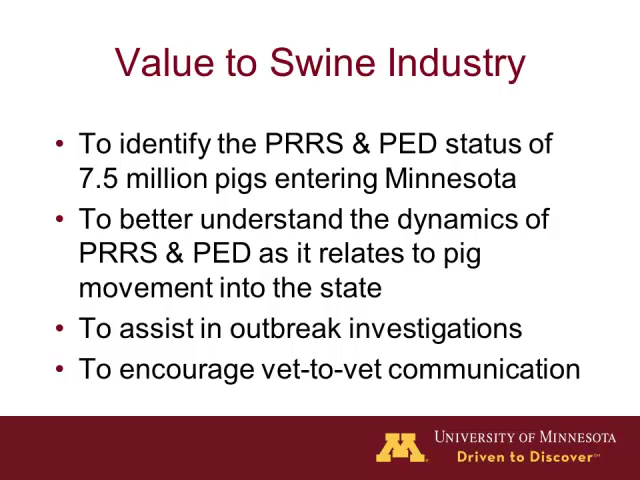 Value to Swine Industry
• To identify the PRRS & PED status of
7.5 million pigs entering Minnesota
• To better understand the dynamics of
PRRS & PED as it relates to pig
movement into the state
• To assist in outbreak investigations
• To encourage vet-to-vet communication
M
UNIVERSITY OF MINNESOTA
Driven to Discover℠